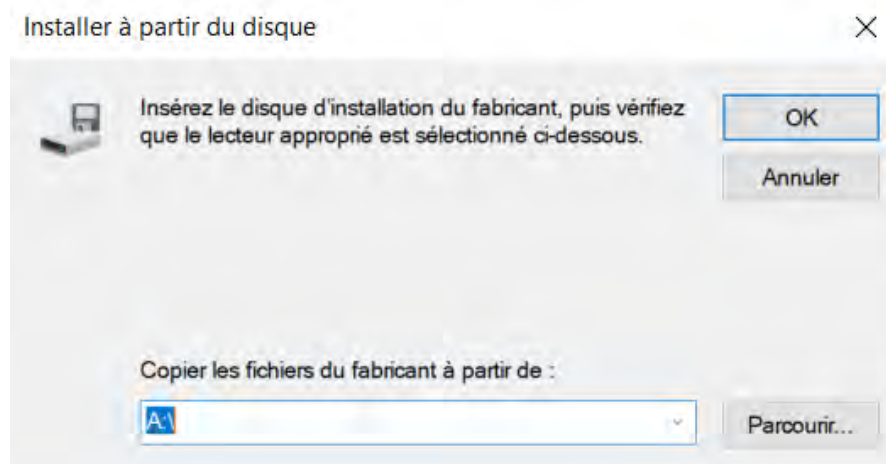 Installer à partir du disque
Insérez le disque d'installation du fabricant, puis vérifiez
que le lecteur approprié est sélectionné ci-dessous.
OK
Annuler
Copier les fichiers du fabricant à partir de :
A:\
Parcourir...